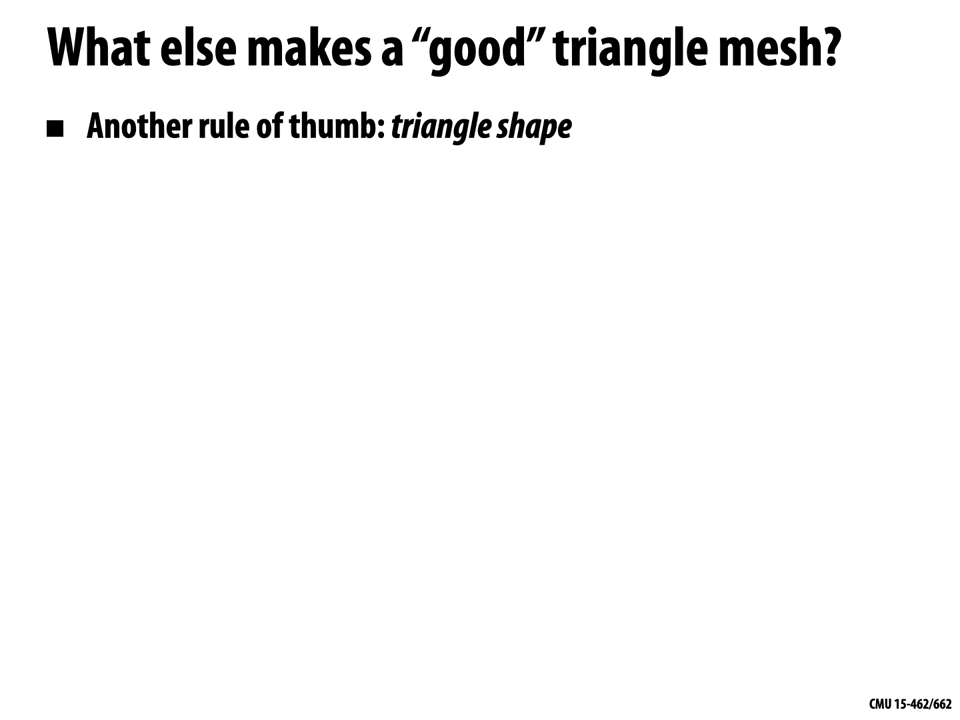 What else makes a “good” triangle mesh?
■ Another rule of thumb: triangle shape
CMU 15-462/662